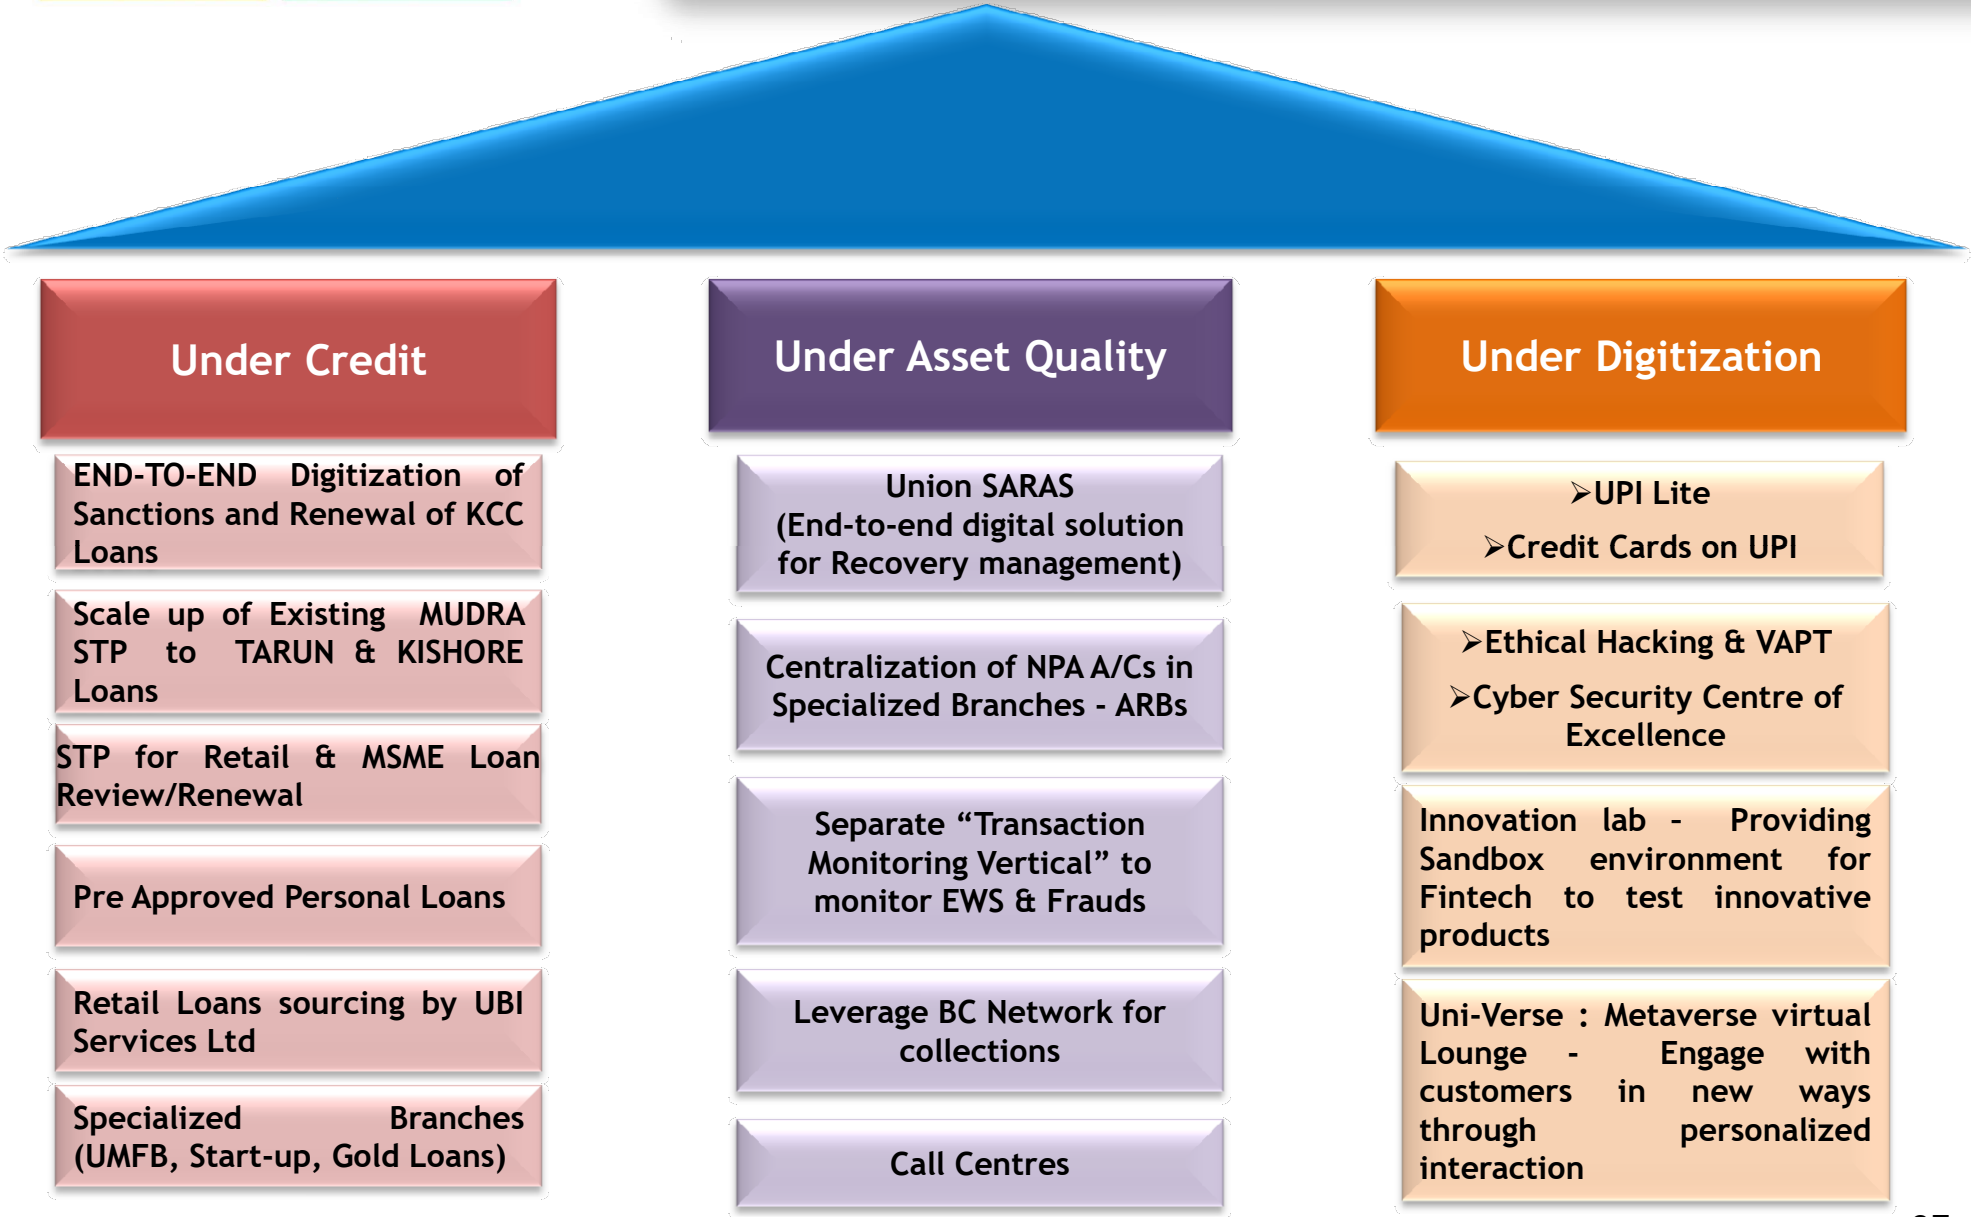 Under Credit
END-TO-END Digitization of
Sanctions and Renewal of KCC
Loans
Scale up of Existing MUDRA
STP to TARUN & KISHORE
Loans
STP for Retail & MSME Loan
Review/Renewal
Pre Approved Personal Loans
Retail Loans sourcing by UBI
Services Ltd
Specialized Branches
(UMFB, Start-up, Gold Loans)
Under Asset Quality
Union SARAS
(End-to-end digital solution
for Recovery management)
Centralization of NPA A/Cs in
Specialized Branches - ARBs
Separate “Transaction
Monitoring Vertical” to
monitor EWS & Frauds
Leverage BC Network for
collections
Call Centres
Under Digitization
➢UPI Lite
➢Credit Cards on UPI
➢Ethical Hacking & VAPT
➢Cyber Security Centre of
Excellence
Innovation lab – Providing
Sandbox environment for
Fintech to test innovative
products
Uni-Verse : Metaverse virtual
Lounge - Engage with
customers in new ways
through personalized
interaction